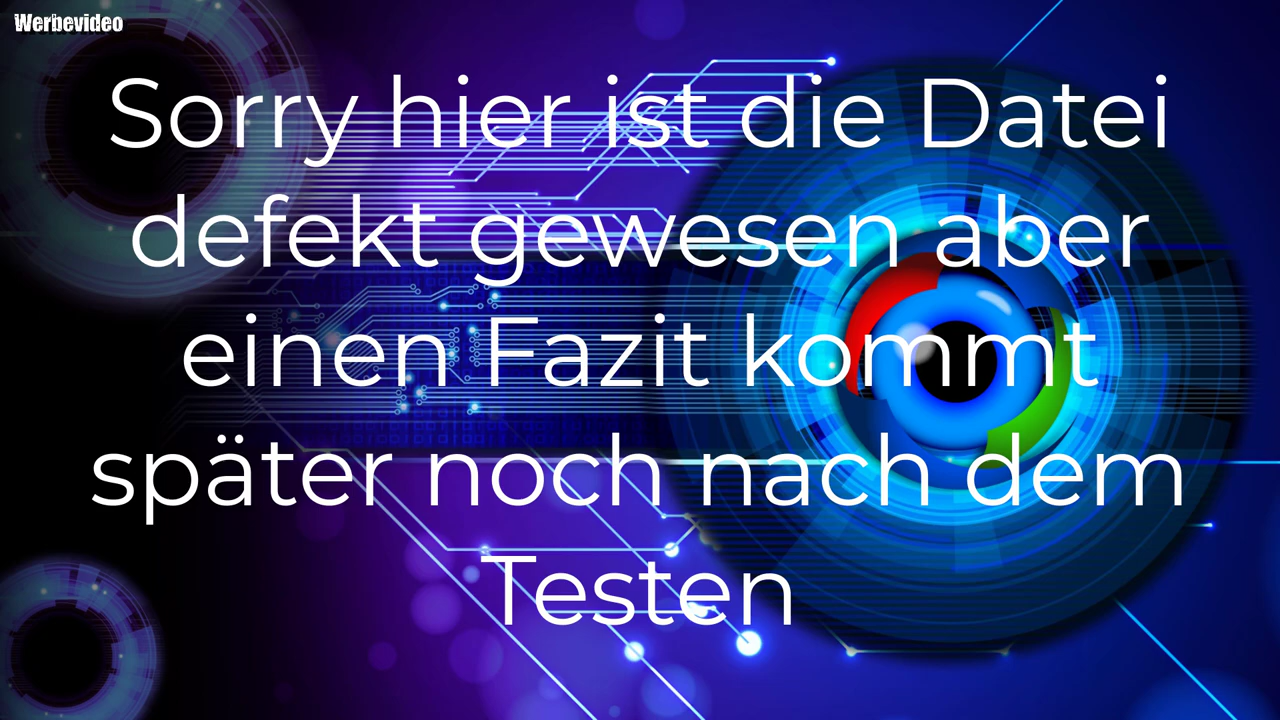 Werbevideo
Sorry hier ist die Datei
defekt gewesen aber
einen Fazit kommt
später noch nach dem
Testen